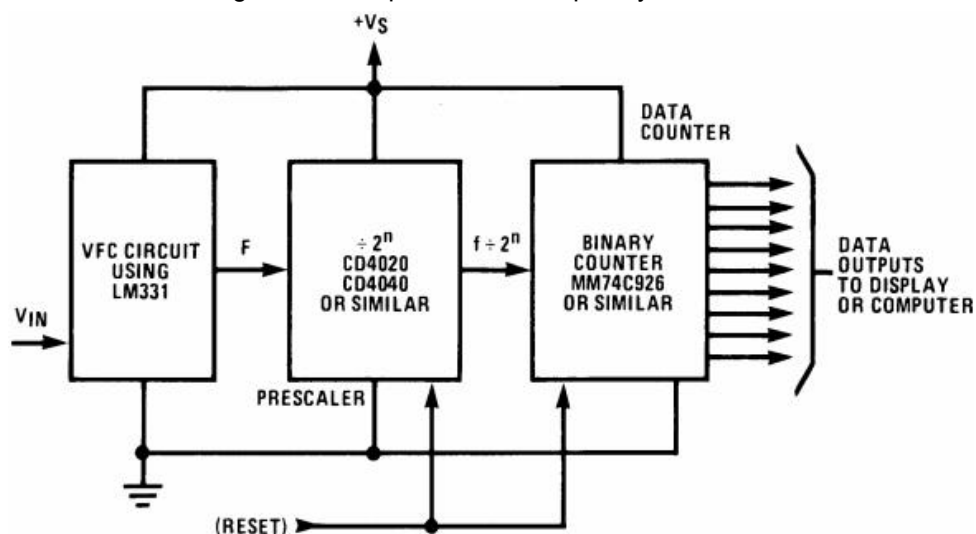 +VS
DATA
COUNTER
VFC CIRCUIT
USING
LM331
F
÷ 2ⁿ
CD4020
CD4040
OR SIMILAR
f ÷ 2ⁿ
BINARY
COUNTER
MM74C926
OR SIMILAR
DATA
OUTPUTS
TO DISPLAY
OR COMPUTER
VIN
PRESCALER
(RESET)